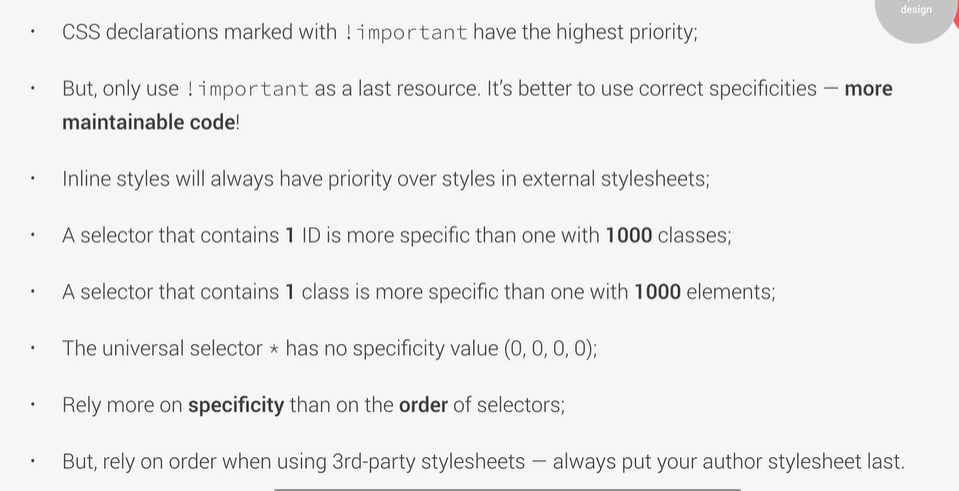 design
• CSS declarations marked with !important have the highest priority;
• But, only use !important as a last resource. It's better to use correct specificities — more
maintainable code!
• Inline styles will always have priority over styles in external stylesheets;
• A selector that contains 1 ID is more specific than one with 1000 classes;
• A selector that contains 1 class is more specific than one with 1000 elements;
• The universal selector * has no specificity value (0, 0, 0, 0);
• Rely more on specificity than on the order of selectors;
• But, rely on order when using 3rd-party stylesheets — always put your author stylesheet last.